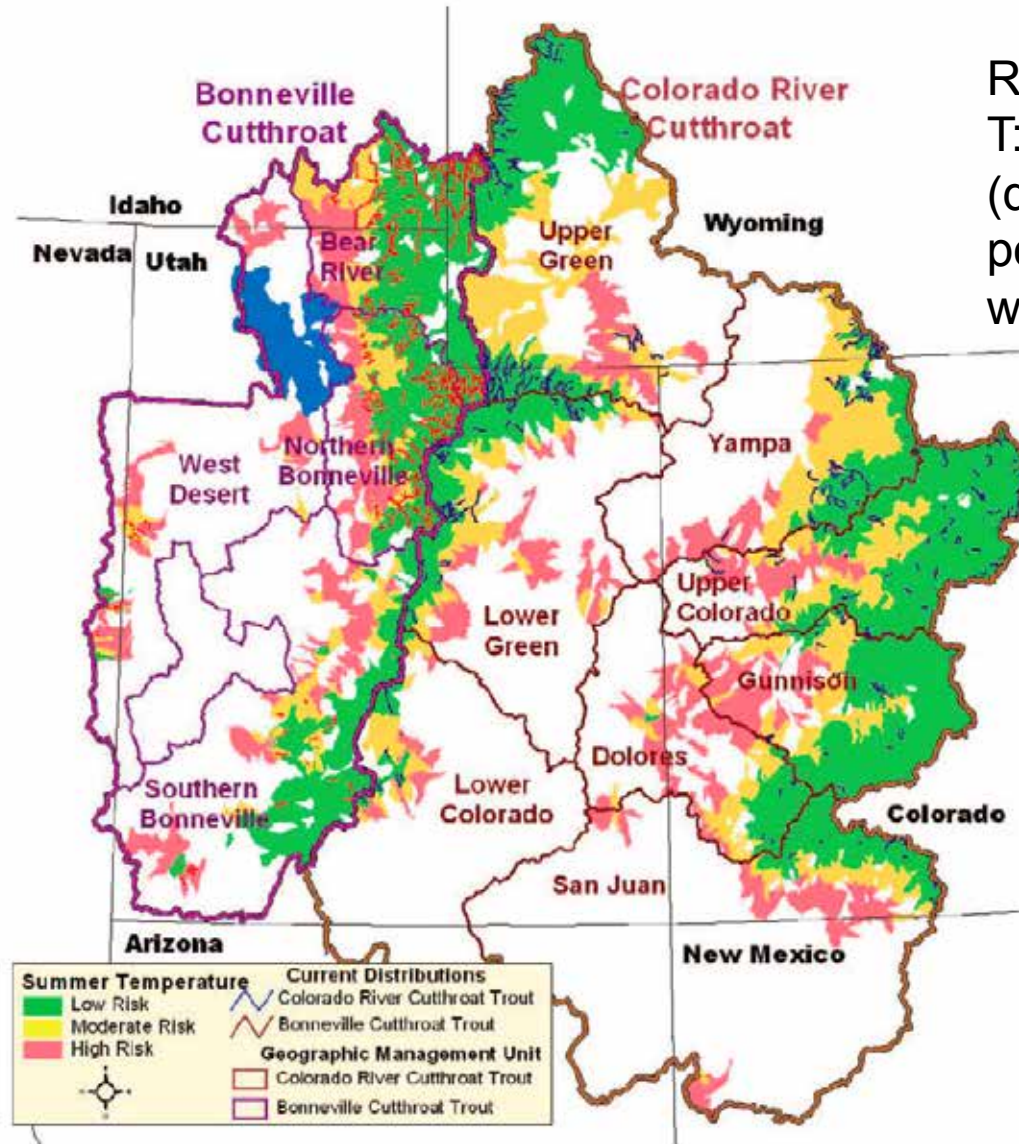 Bonneville
Cutthroat
Colorado River
Cutthroat
R
T:
(c
p
w
Idaho
Wyoming
Nevada
Utah
Bear
River
Upper
Green
West
Desert
Northern
Bonneville
Yampa
Lower
Green
Upper
Colorado
Gunnison
Dolores
Southern
Bonneville
Lower
Colorado
Colorado
San Juan
Arizona
New Mexico
Summer Temperature
Low Risk
Moderate Risk
High Risk
Current Distributions
Colorado River Cutthroat Trout
Bonneville Cutthroat Trout
Geographic Management Unit
Colorado River Cutthroat Trout
Bonneville Cutthroat Trout